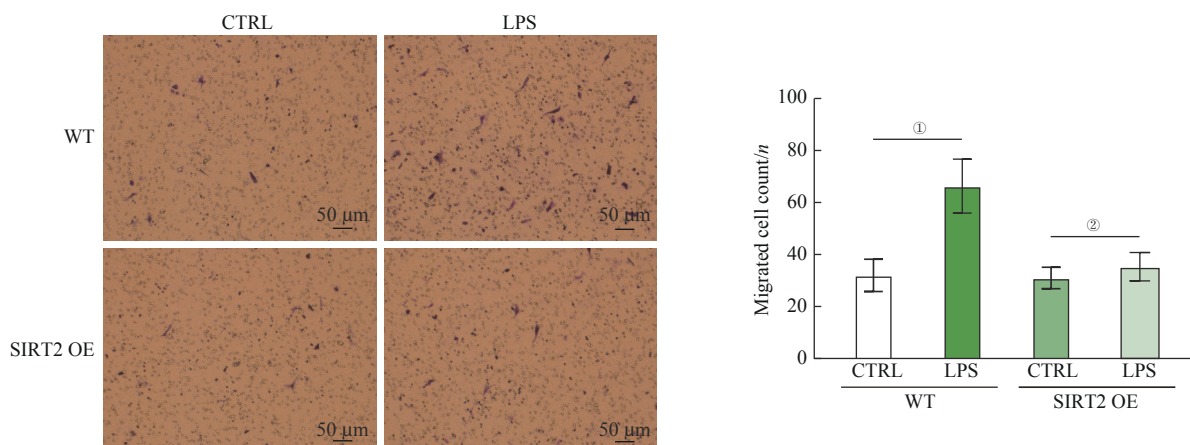 CTRL LPS
WT
50 μm 50 μm
SIRT2 OE
50 μm 50 μm
Migrated cell count/n
100
80
60
40
20
0
①
②
CTRL LPS CTRL LPS
WT SIRT2 OE